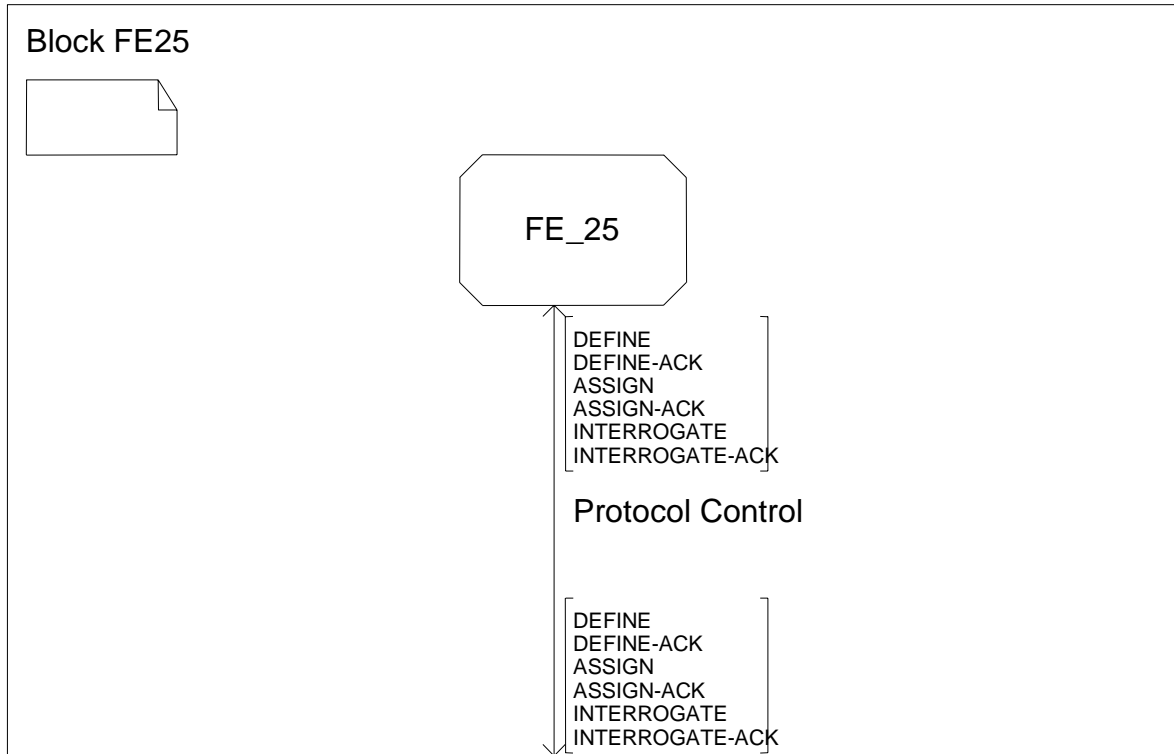 Block FE25
FE_25
DEFINE
DEFINE-ACK
ASSIGN
ASSIGN-ACK
INTERROGATE
INTERROGATE-ACK
Protocol Control
DEFINE
DEFINE-ACK
ASSIGN
ASSIGN-ACK
INTERROGATE
INTERROGATE-ACK